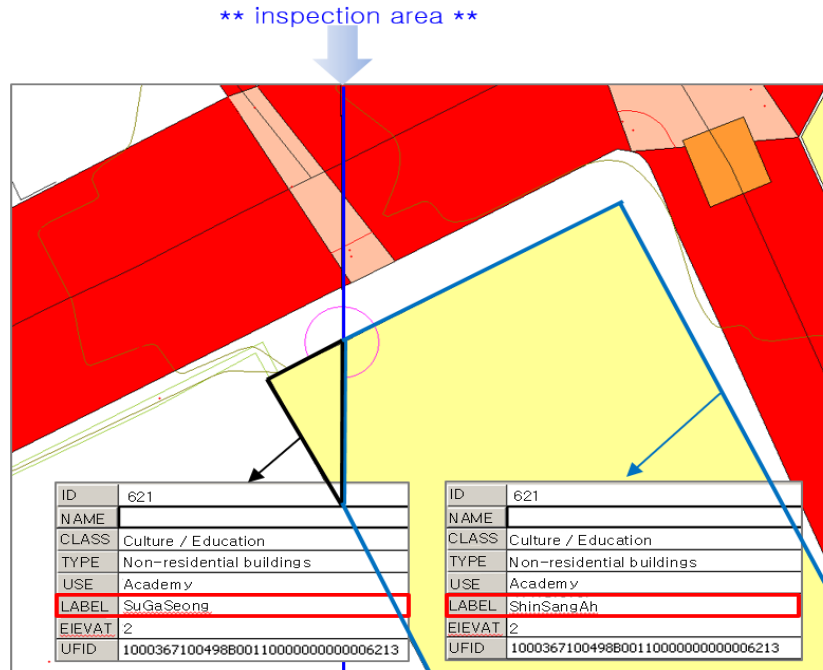 ** inspection area **
ID 621
NAME
CLASS Culture / Education
TYPE Non-residential buildings
USE Academy
LABEL SuGaSeong
EIEVAT 2
UFID 1000367100498B00110000000000006213
ID 621
NAME
CLASS Culture / Education
TYPE Non-residential buildings
USE Academy
LABEL ShinSangAh
EIEVAT 2
UFID 1000367100498B00110000000000006213